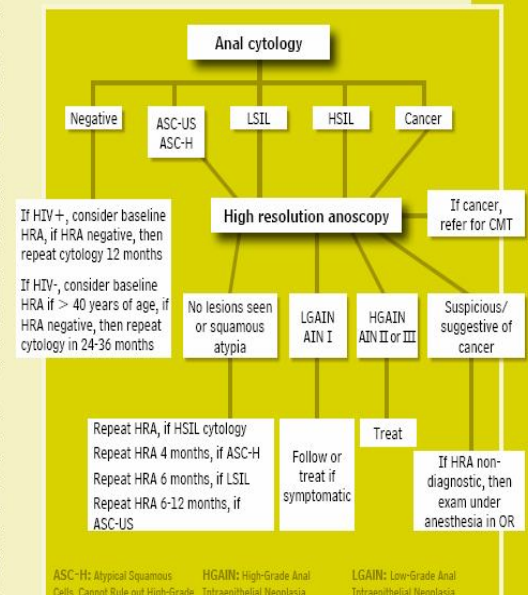 Anal cytology
Negative
ASC-US
ASC-H
LSIL
HSIL
Cancer
If HIV+, consider baseline
HRA, if HRA negative, then
repeat cytology 12 months
If HIV-, consider baseline
HRA if > 40 years of age, if
HRA negative, then repeat
cytology in 24-36 months
High resolution anoscopy
If cancer,
refer for CMT
No lesions seen
or squamous
atypia
LGAIN
AIN I
HGAIN
AIN II or III
Suspicious/
suggestive of
cancer
Repeat HRA, if HSIL cytology
Repeat HRA 4 months, if ASC-H
Repeat HRA 6 months, if LSIL
Repeat HRA 6-12 months, if
ASC-US
Follow or
treat if
symptomatic
Treat
If HRA non-
diagnostic, then
exam under
anesthesia in OR
ASC-H: Atypical Squamous
Cells, Cannot Rule out High-Grade
HGAIN: High-Grade Anal
Intraepithelial Neoplasia
LGAIN: Low-Grade Anal
Intraepithelial Neoplasia